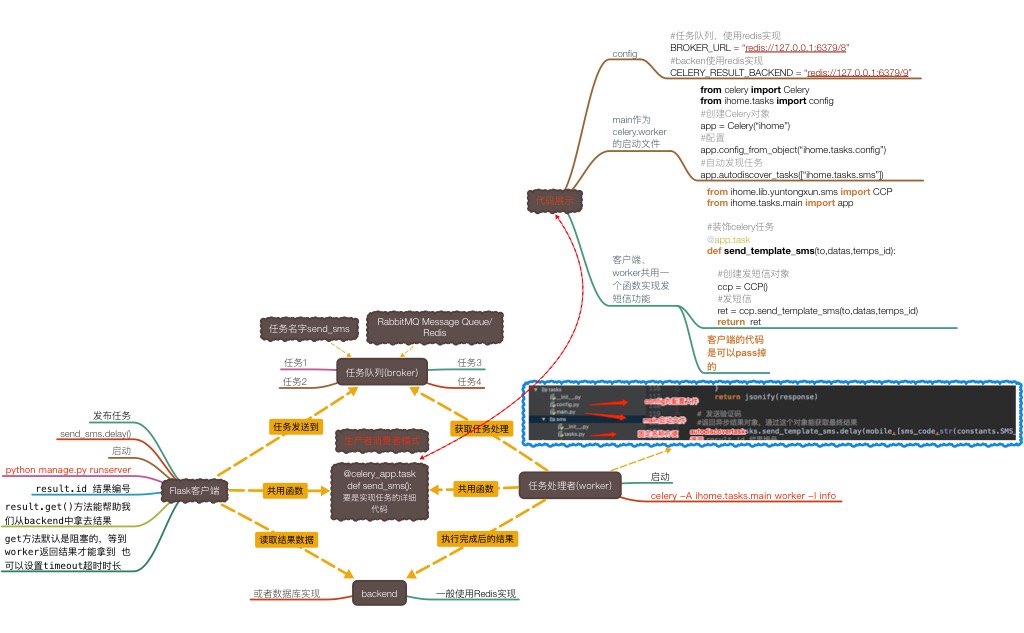 config
#任务队列，使用redis实现
BROKER_URL = “redis://127.0.0.1:6379/8”
#backen使用redis实现
CELERY_RESULT_BACKEND = “redis://127.0.0.1:6379/9”
main作为
celery.worker
的启动文件
from celery import Celery
from ihome.tasks import config
#创建Celery对象
app = Celery(“ihome”)
#配置
app.config_from_object(“ihome.tasks.config”)
#自动发现任务
app.autodiscover_tasks([“ihome.tasks.sms”])
代码展示
from ihome.lib.yuntongxun.sms import CCP
from ihome.tasks.main import app
#装饰celery任务
@app.task
def send_template_sms(to,datas,temps_id):
#创建发短信对象
ccp = CCP()
#发短信
ret = ccp.send_template_sms(to,datas,temps_id)
return ret
客户端、
worker共用一
个函数实现发
短信功能
客户端的代码
是可以pass掉
的
任务名字send_sms
RabbitMQ Message Queue/
Redis
任务1
任务2
任务队列(broker)
任务3
任务4
tasks
__init__.py
config.py
main.py
sms
__init__.py
tasks.py
return jsonify(response)
# 发送验证码
#返回异步结果对象，通过这个对象能获取最终结果
tasks.send_template_sms.delay(mobile,[sms_code,str(constants.SMS
发布任务
send_sms.delay()
启动
python manage.py runserver
result.id 结果编号
result.get()方法能帮助我
们从backend中拿去结果
get方法默认是阻塞的，等到
worker返回结果才能拿到 也
可以设置timeout超时时长
Flask客户端
任务发送到
获取任务处理
生产者消费者模式
@celery_app.task
def send_sms():
要是实现任务的详细
代码
共用函数
共用函数
任务处理者(worker)
启动
celery -A ihome.tasks.main worker -l info
读取结果数据
执行完成后的结果
或者数据库实现
backend
一般使用Redis实现